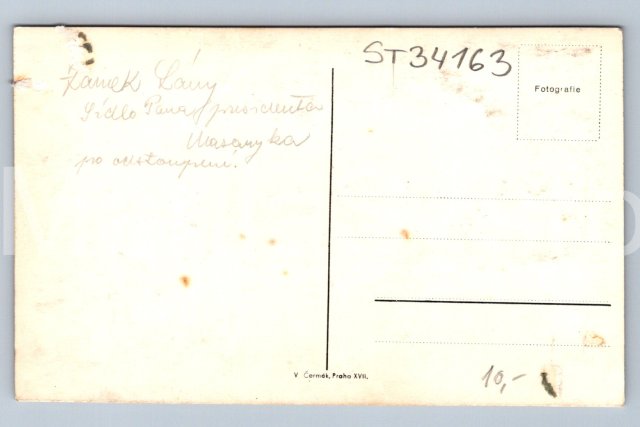 ST34163
Fotografie
Zámek Lány
Sídlo Pana presidenta
Masaryka
po odstoupení.
V. Čermák, Praha XVII.
10,-